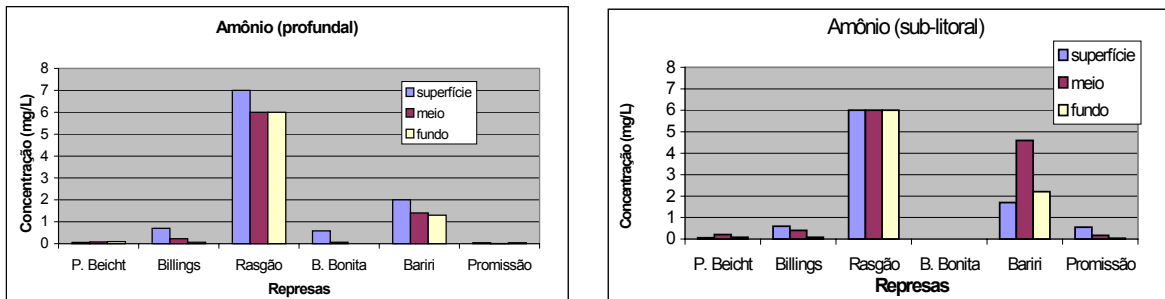 Amônio (profundal)
Concentração (mg/L)
8
7
6
5
4
3
2
1
0
superfície
meio
fundo
P. Beicht Billings Rasgão B. Bonita Bariri Promissão
Represas
Amônio (sub-litoral)
Concentração (mg/L)
8
7
6
5
4
3
2
1
0
superfície
meio
fundo
P. Beicht Billings Rasgão B. Bonita Bariri Promissão
Represas